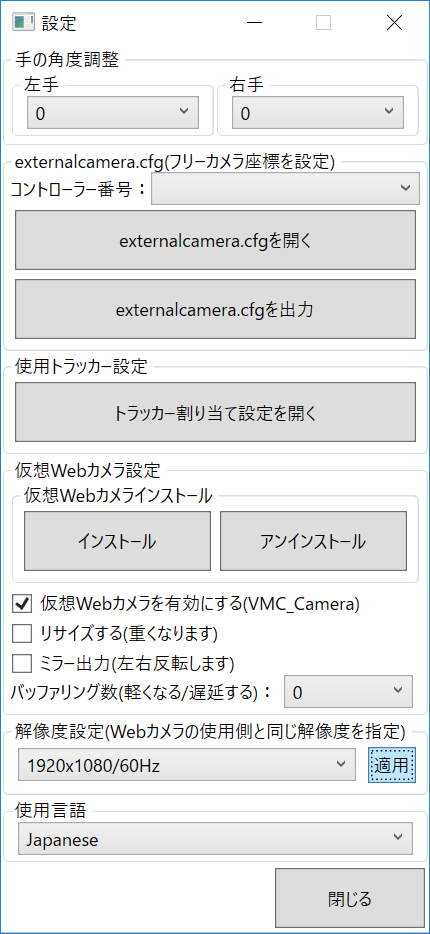 設定
手の角度調整
左手 右手
0 0
externalcamera.cfg(フリーカメラ座標を設定)
コントローラー番号：
externalcamera.cfgを開く
externalcamera.cfgを出力
使用トラッカー設定
トラッカー割り当て設定を開く
仮想Webカメラ設定
仮想Webカメラインストール
インストール アンインストール
仮想Webカメラを有効にする(VMC_Camera)
リサイズする(重くなります)
ミラー出力(左右反転します)
バッファリング数(軽くなる/遅延する)： 0
解像度設定(Webカメラの使用側と同じ解像度を指定)
1920x1080/60Hz 適用
使用言語
Japanese
閉じる